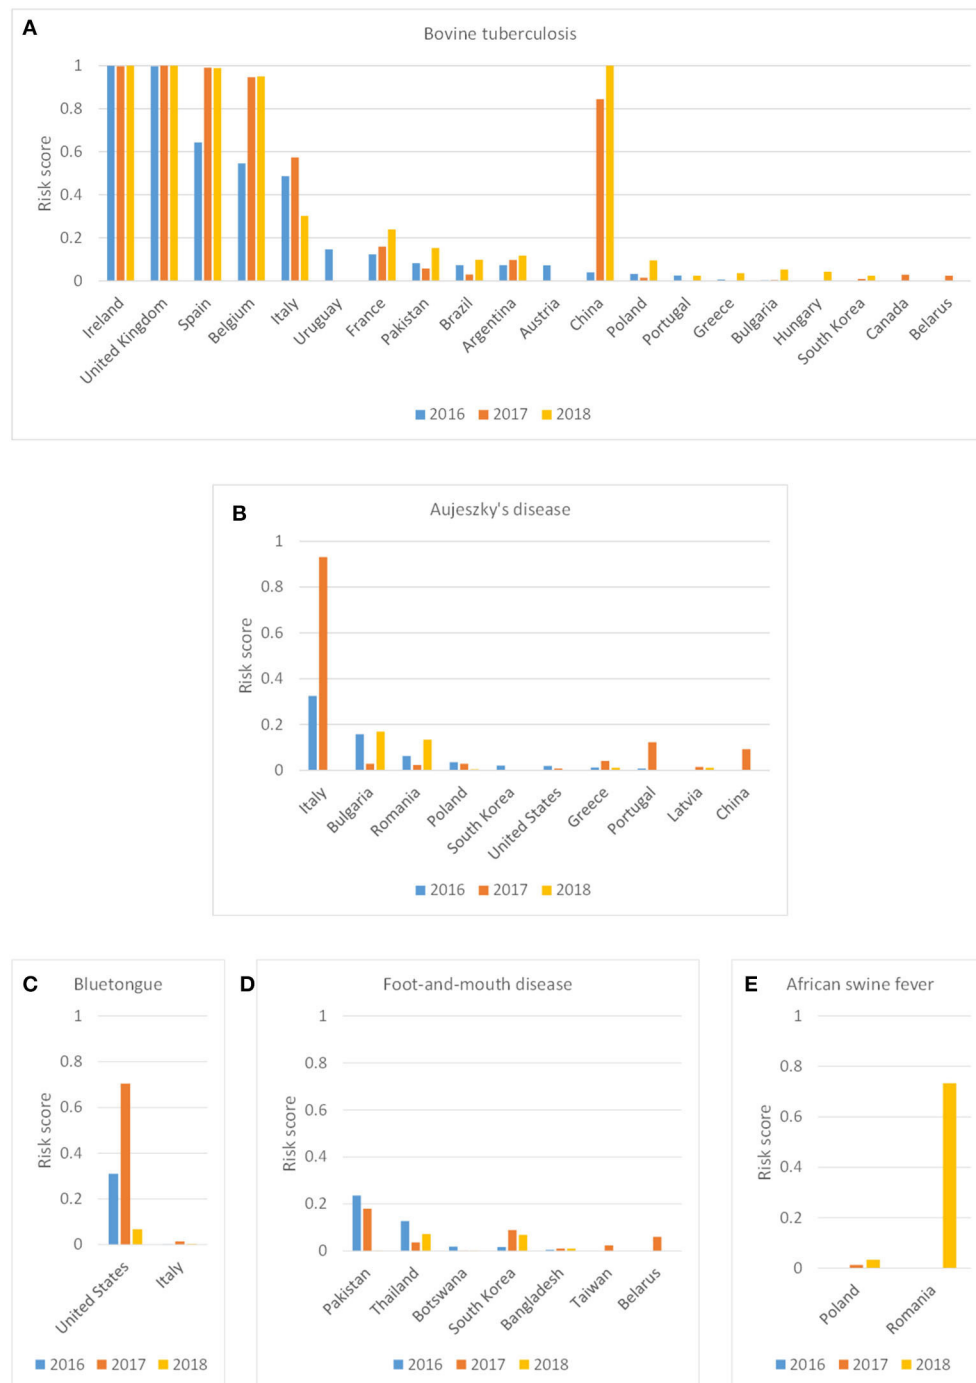 A
Bovine tuberculosis
Risk score
1
0.8
0.6
0.4
0.2
0
Ireland
United Kingdom
Spain
Belgium
Italy
Uruguay
France
Pakistan
Brazil
Argentina
Austria
China
Poland
Portugal
Greece
Bulgaria
Hungary
South Korea
Canada
Belarus
2016 2017 2018
B
Aujeszky's disease
Risk score
1
0.8
0.6
0.4
0.2
0
Italy
Bulgaria
Romania
Poland
South Korea
United States
Greece
Portugal
Latvia
China
2016 2017 2018
C
Bluetongue
Risk score
1
0.8
0.6
0.4
0.2
0
United States
Italy
2016 2017 2018
D
Foot-and-mouth disease
Risk score
1
0.8
0.6
0.4
0.2
0
Pakistan
Thailand
Botswana
South Korea
Bangladesh
Taiwan
Belarus
2016 2017 2018
E
African swine fever
Risk score
1
0.8
0.6
0.4
0.2
0
Poland
Romania
2016 2017 2018